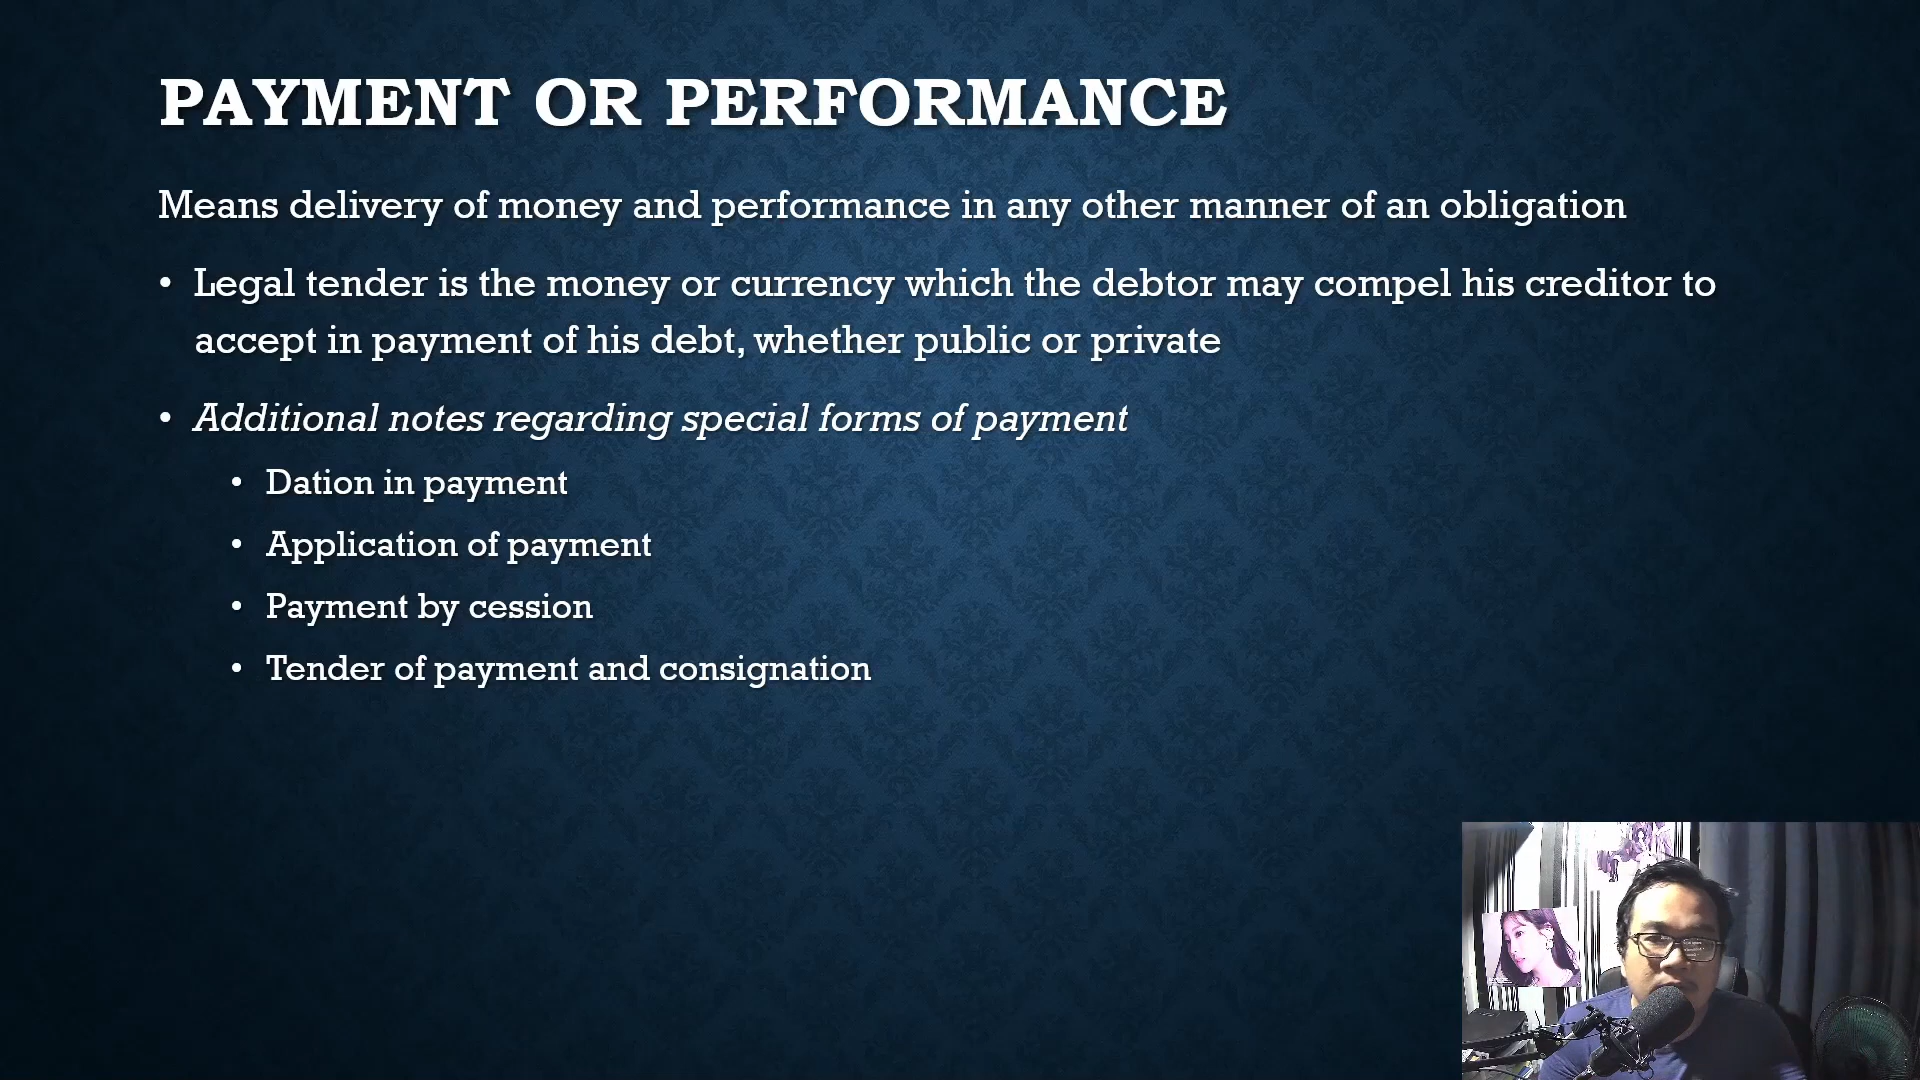 PAYMENT OR PERFORMANCE
Means delivery of money and performance in any other manner of an obligation
• Legal tender is the money or currency which the debtor may compel his creditor to
accept in payment of his debt, whether public or private
• Additional notes regarding special forms of payment
• Dation in payment
• Application of payment
• Payment by cession
• Tender of payment and consignation